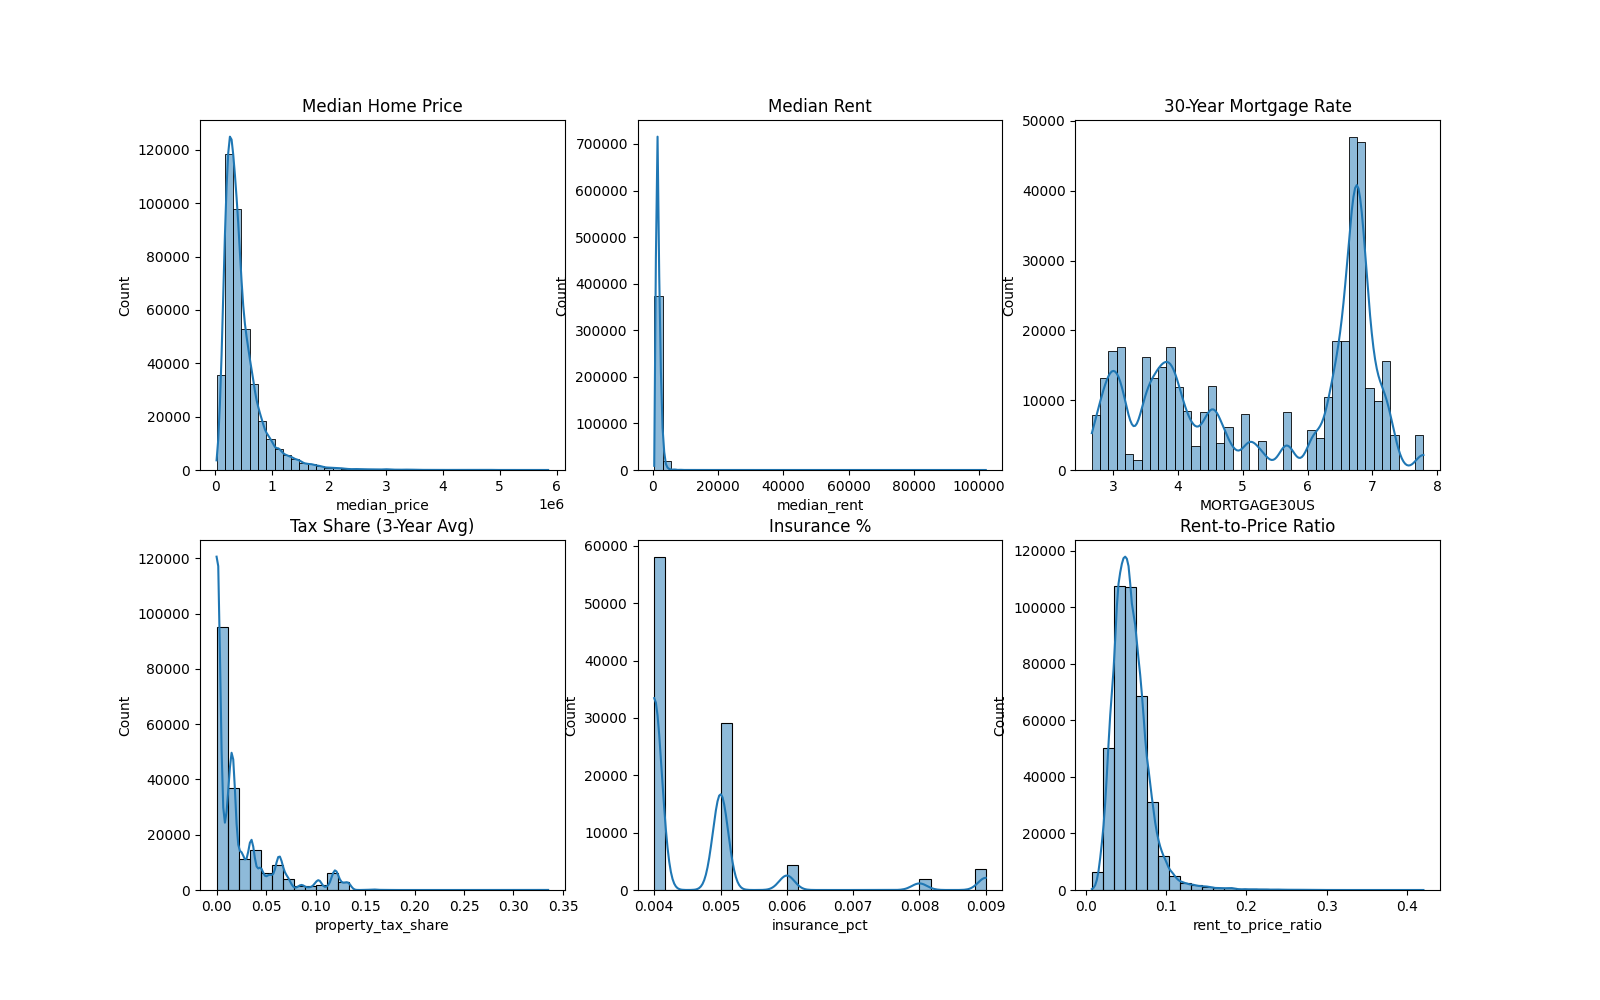 Median Home Price
Count
120000
100000
80000
60000
40000
20000
0
0 1 2 3 4 5 6
1e6
median_price
Median Rent
Count
700000
600000
500000
400000
300000
200000
100000
0
0 20000 40000 60000 80000 100000
median_rent
30-Year Mortgage Rate
Count
50000
40000
30000
20000
10000
0
3 4 5 6 7 8
MORTGAGE30US
Tax Share (3-Year Avg)
Count
120000
100000
80000
60000
40000
20000
0
0.00 0.05 0.10 0.15 0.20 0.25 0.30 0.35
property_tax_share
Insurance %
Count
60000
50000
40000
30000
20000
10000
0
0.004 0.005 0.006 0.007 0.008 0.009
insurance_pct
Rent-to-Price Ratio
Count
120000
100000
80000
60000
40000
20000
0
0.0 0.1 0.2 0.3 0.4
rent_to_price_ratio